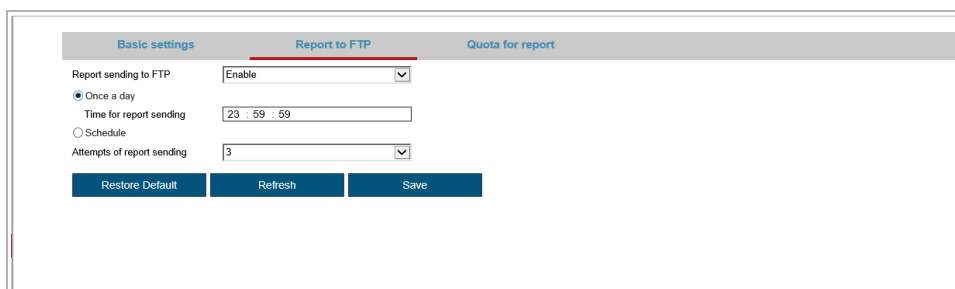 Basic settings Report to FTP Quota for report
Report sending to FTP Enable
Once a day
Time for report sending 23 : 59 : 59
Schedule
Attempts of report sending 3
Restore Default Refresh Save